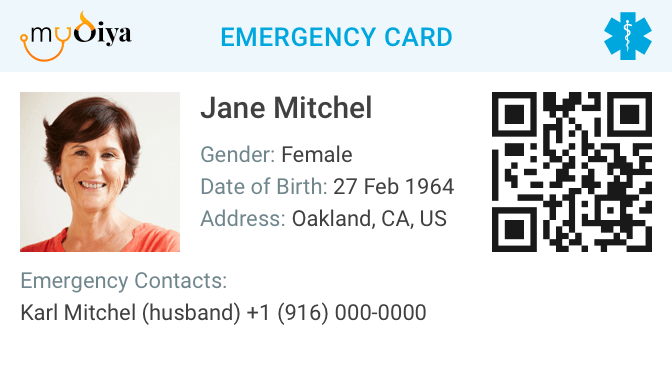 myDiya
EMERGENCY CARD
Jane Mitchel
Gender: Female
Date of Birth: 27 Feb 1964
Address: Oakland, CA, US
Emergency Contacts:
Karl Mitchel (husband) +1 (916) 000-0000